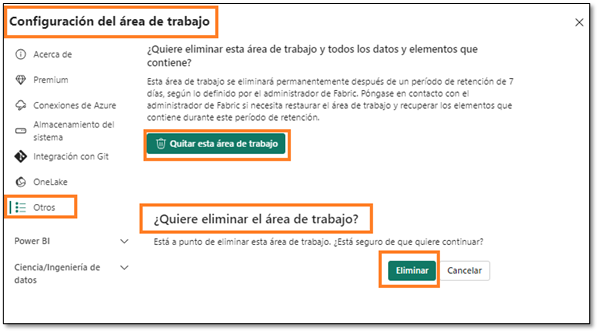 Configuración del área de trabajo
Acerca de
Premium
Conexiones de Azure
Almacenamiento del
sistema
Integración con Git
OneLake
Otros
Power BI
Ciencia/Ingeniería de
datos
¿Quiere eliminar esta área de trabajo y todos los datos y elementos que
contiene?
Esta área de trabajo se eliminará permanentemente después de un período de retención de 7
días, según lo definido por el administrador de Fabric. Póngase en contacto con el
administrador de Fabric si necesita restaurar el área de trabajo y recuperar los elementos que
contiene durante este período de retención.
Quitar esta área de trabajo
¿Quiere eliminar el área de trabajo?
Está a punto de eliminar esta área de trabajo. ¿Está seguro de que quiere continuar?
Eliminar
Cancelar